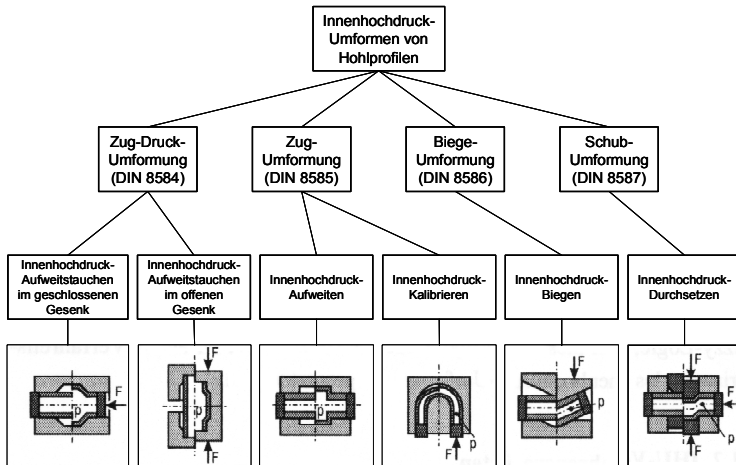 Innenhochdruck-
Umformen von
Hohlprofilen
Zug-Druck-
Umformung
(DIN 8584)
Zug-
Umformung
(DIN 8585)
Biege-
Umformung
(DIN 8586)
Schub-
Umformung
(DIN 8587)
Innenhochdruck-
Aufweitstauchen
im geschlossenen
Gesenk
Innenhochdruck-
Aufweitstauchen
im offenen
Gesenk
Innenhochdruck-
Aufweiten
Innenhochdruck-
Kalibrieren
Innenhochdruck-
Biegen
Innenhochdruck-
Durchsetzen
p
F
F
p
F
p
p
F
F
p
F
p
F